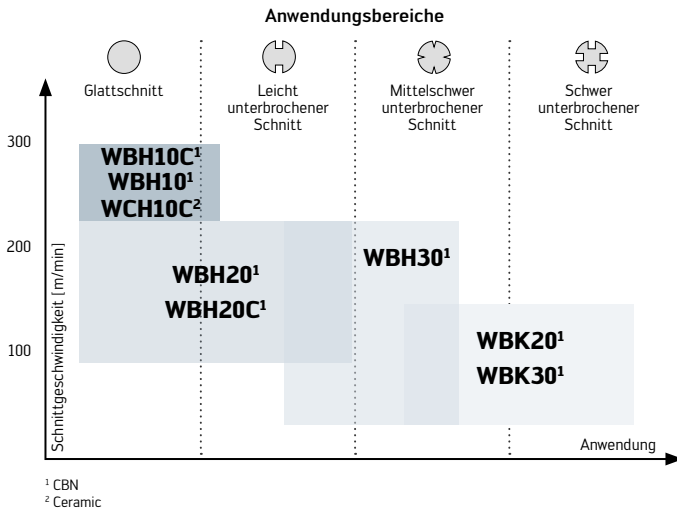 Anwendungsbereiche
Glattschnitt
Leicht
unterbrochener
Schnitt
Mittelschwer
unterbrochener
Schnitt
Schwer
unterbrochener
Schnitt
300
200
100
Schnittgeschwindigkeit [m/min]
WBH10C¹
WBH10¹
WCH10C²
WBH20¹
WBH20C¹
WBH30¹
WBK20¹
WBK30¹
Anwendung
¹ CBN
² Ceramic